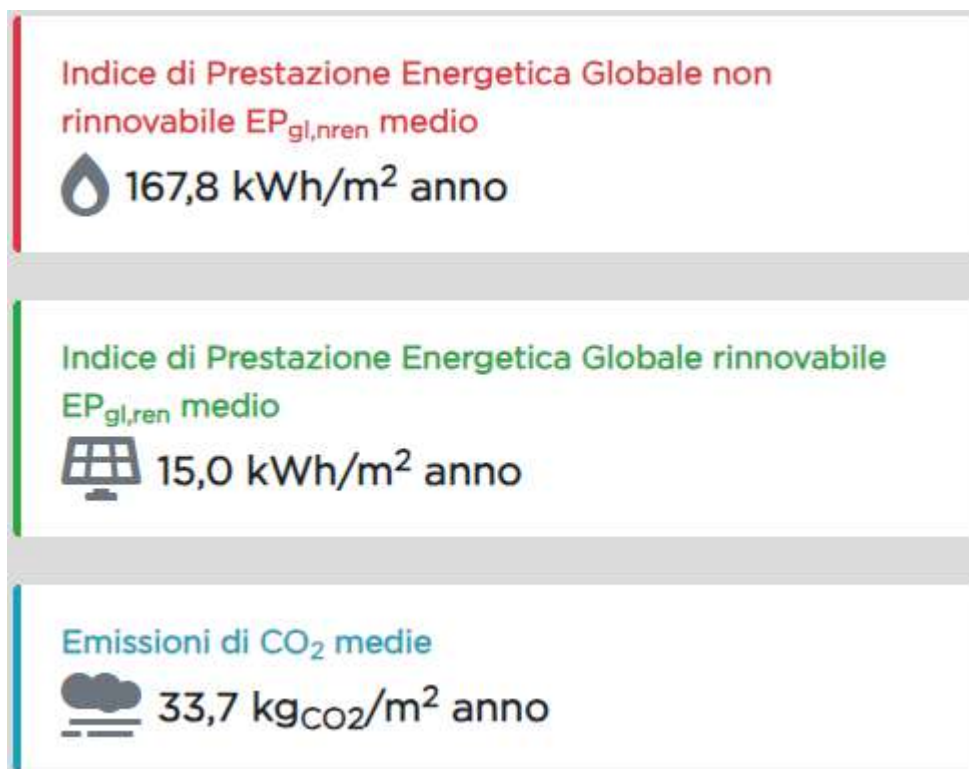 Indice di Prestazione Energetica Globale non
rinnovabile EPgl,nren medio
167,8 kWh/m² anno
Indice di Prestazione Energetica Globale rinnovabile
EPgl,ren medio
15,0 kWh/m² anno
Emissioni di CO₂ medie
33,7 kgCO2/m² anno